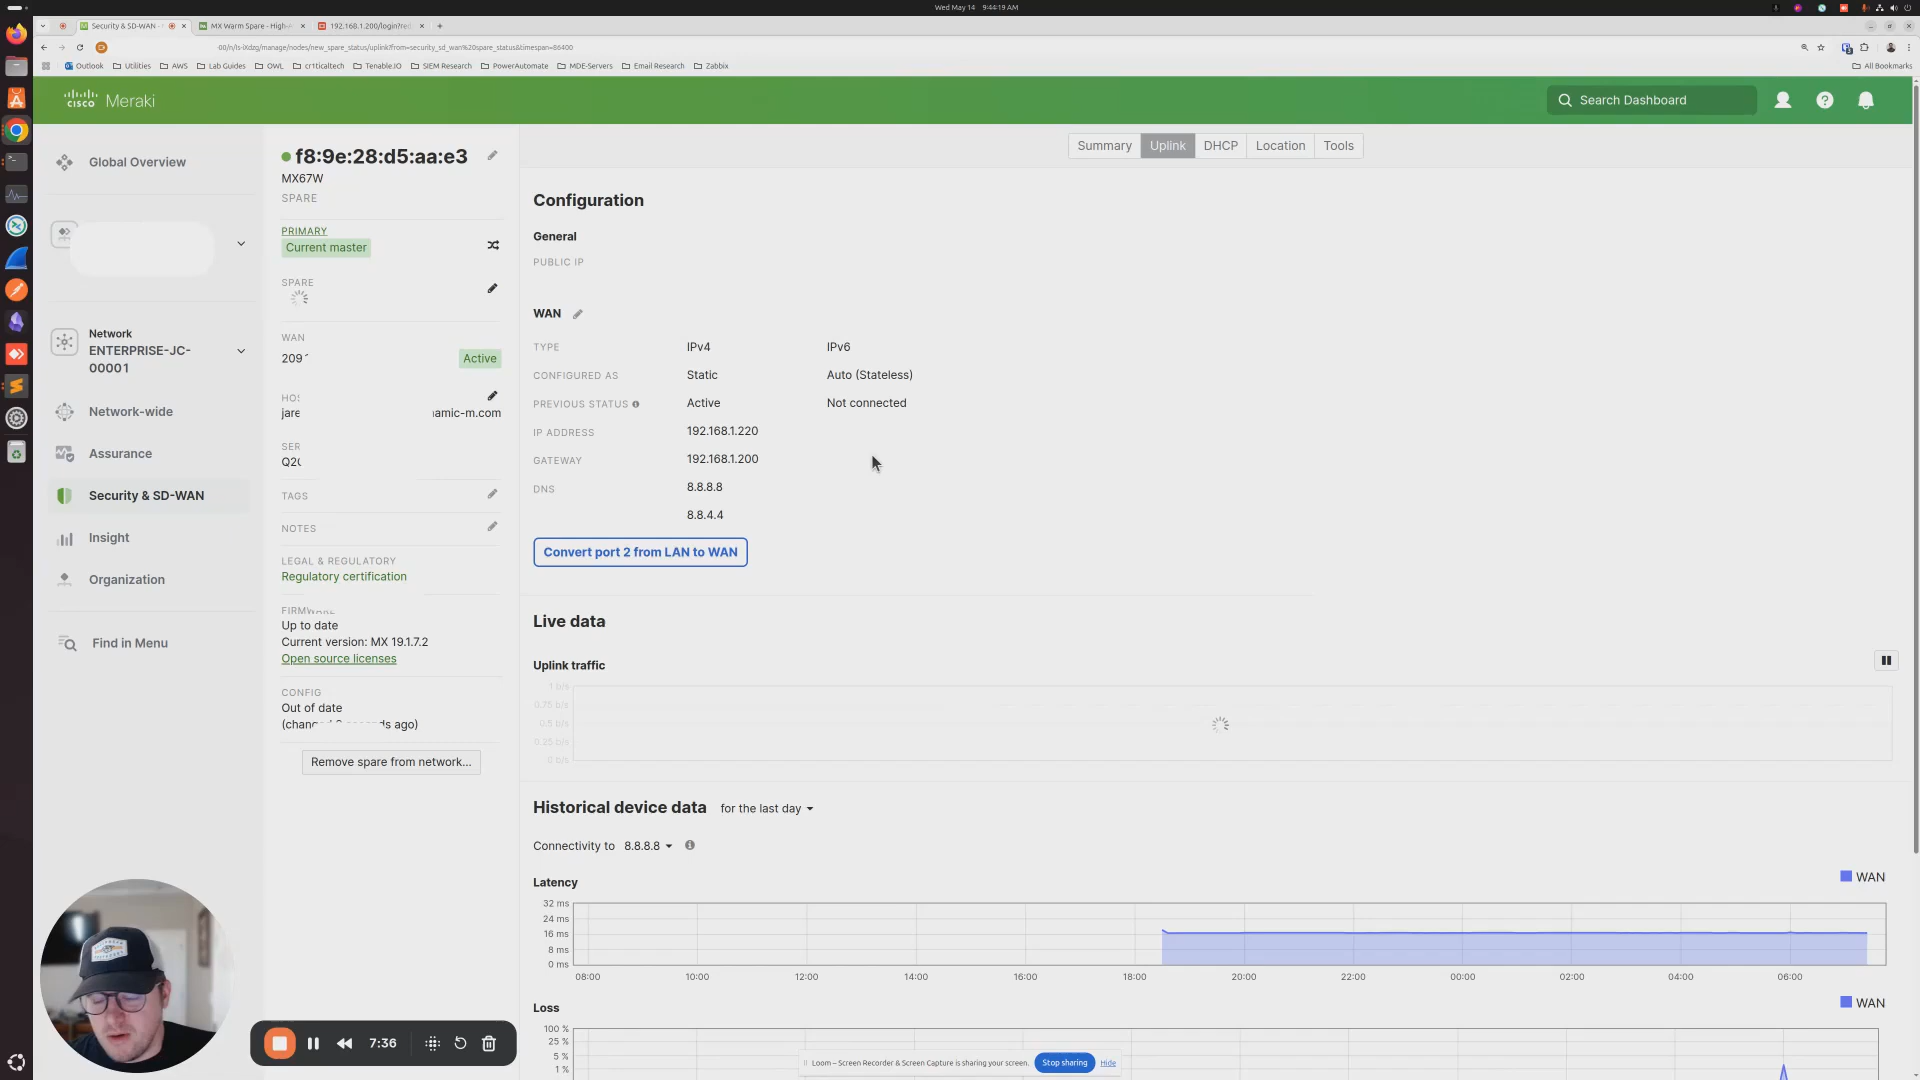 Wed May 14 9:44:19 AM
Security & SD-WAN -
MX Warm Spare - High-
192.168.1.200/login?re
00/n/ls-iXdzg/manage/nodes/new_spare_status/uplink?from=security_sd_wan%20spare_status&timespan=86400
Outlook Utilities AWS Lab Guides OWL cr1ticaltech Tenable.IO SIEM Research PowerAutomate MDE-Servers Email Research Zabbix All Bookmarks
CISCO Meraki
Search Dashboard
Global Overview
Network
ENTERPRISE-JC-
00001
Network-wide
Assurance
Security & SD-WAN
Insight
Organization
Find in Menu
f8:9e:28:d5:aa:e3
MX67W
SPARE
PRIMARY
Current master
SPARE
WAN
209
Active
HOS
jare
amic-m.com
SER
Q2
TAGS
NOTES
LEGAL & REGULATORY
Regulatory certification
FIRMWARE
Up to date
Current version: MX 19.1.7.2
Open source licenses
CONFIG
Out of date
ds ago)
Remove spare from network...
Summary Uplink DHCP Location Tools
Configuration
General
PUBLIC IP
WAN
TYPE IPv4 IPv6
CONFIGURED AS Static Auto (Stateless)
PREVIOUS STATUS Active Not connected
IP ADDRESS 192.168.1.220
GATEWAY 192.168.1.200
DNS 8.8.8.8
8.8.4.4
Convert port 2 from LAN to WAN
Live data
Uplink traffic
1 b/s
0.75 b/s
0.5 b/s
0.25 b/s
0 b/s
Historical device data for the last day
Connectivity to 8.8.8.8
Latency
WAN
32 ms
24 ms
16 ms
8 ms
0 ms
08:00 10:00 12:00 14:00 16:00 18:00 20:00 22:00 00:00 02:00 04:00 06:00
Loss
WAN
100 %
25 %
5 %
1 %
7:36
Loom – Screen Recorder & Screen Capture is sharing your screen.
Stop sharing
Hide